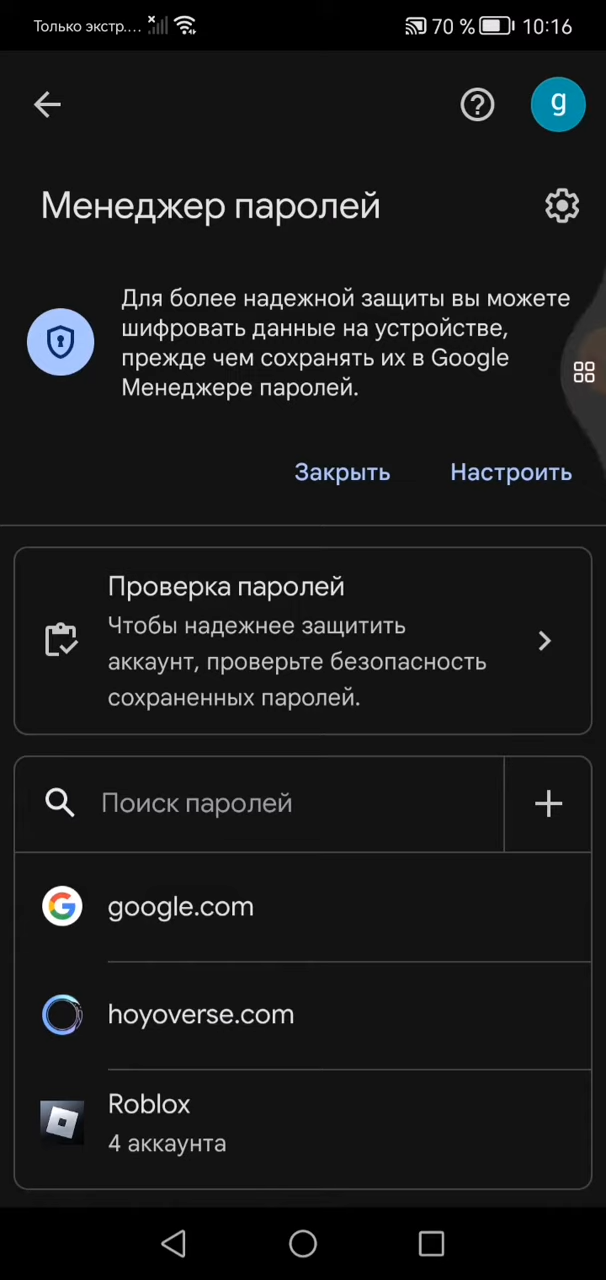 Только экстр.... 70 % 10:16
g
Менеджер паролей
Для более надежной защиты вы можете
шифровать данные на устройстве,
прежде чем сохранять их в Google
Менеджере паролей.
Закрыть Настроить
Проверка паролей
Чтобы надежнее защитить
аккаунт, проверьте безопасность
сохраненных паролей.
Поиск паролей
google.com
hoyoverse.com
Roblox
4 аккаунта